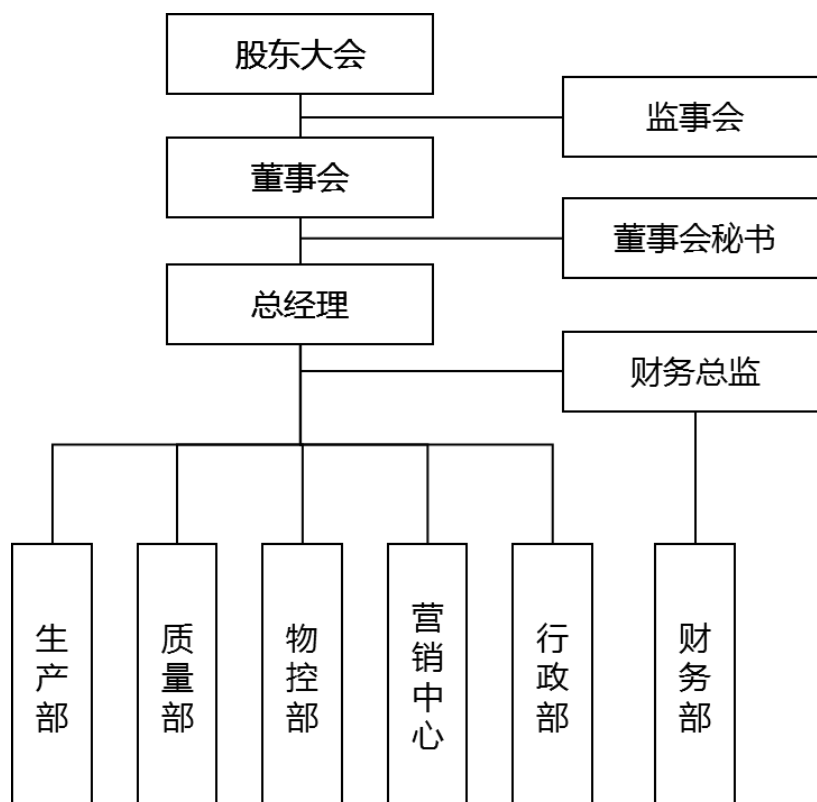 股东大会
监事会
董事会
董事会秘书
总经理
财务总监
生产部
质量部
物控部
营销中心
行政部
财务部